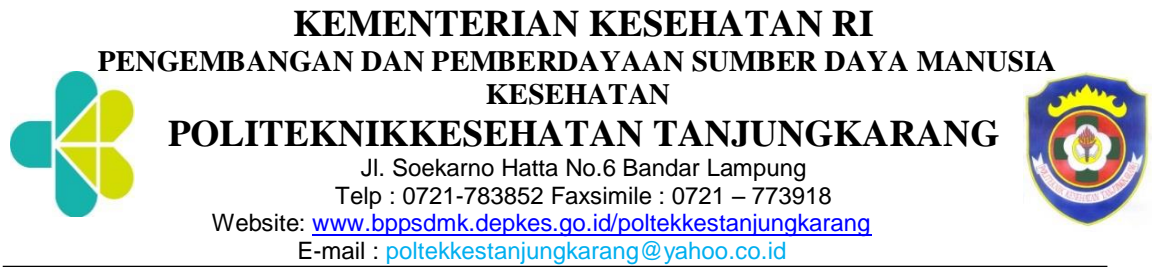 KEMENTERIAN KESEHATAN RI
PENGEMBANGAN DAN PEMBERDAYAAN SUMBER DAYA MANUSIA
KESEHATAN
POLITEKNIKKESEHATAN TANJUNGKARANG
Jl. Soekarno Hatta No.6 Bandar Lampung
Telp : 0721-783852 Faxsimile : 0721 – 773918
Website: www.bppsdmk.depkes.go.id/poltekkestanjungkarang
E-mail : poltekkestanjungkarang@yahoo.co.id